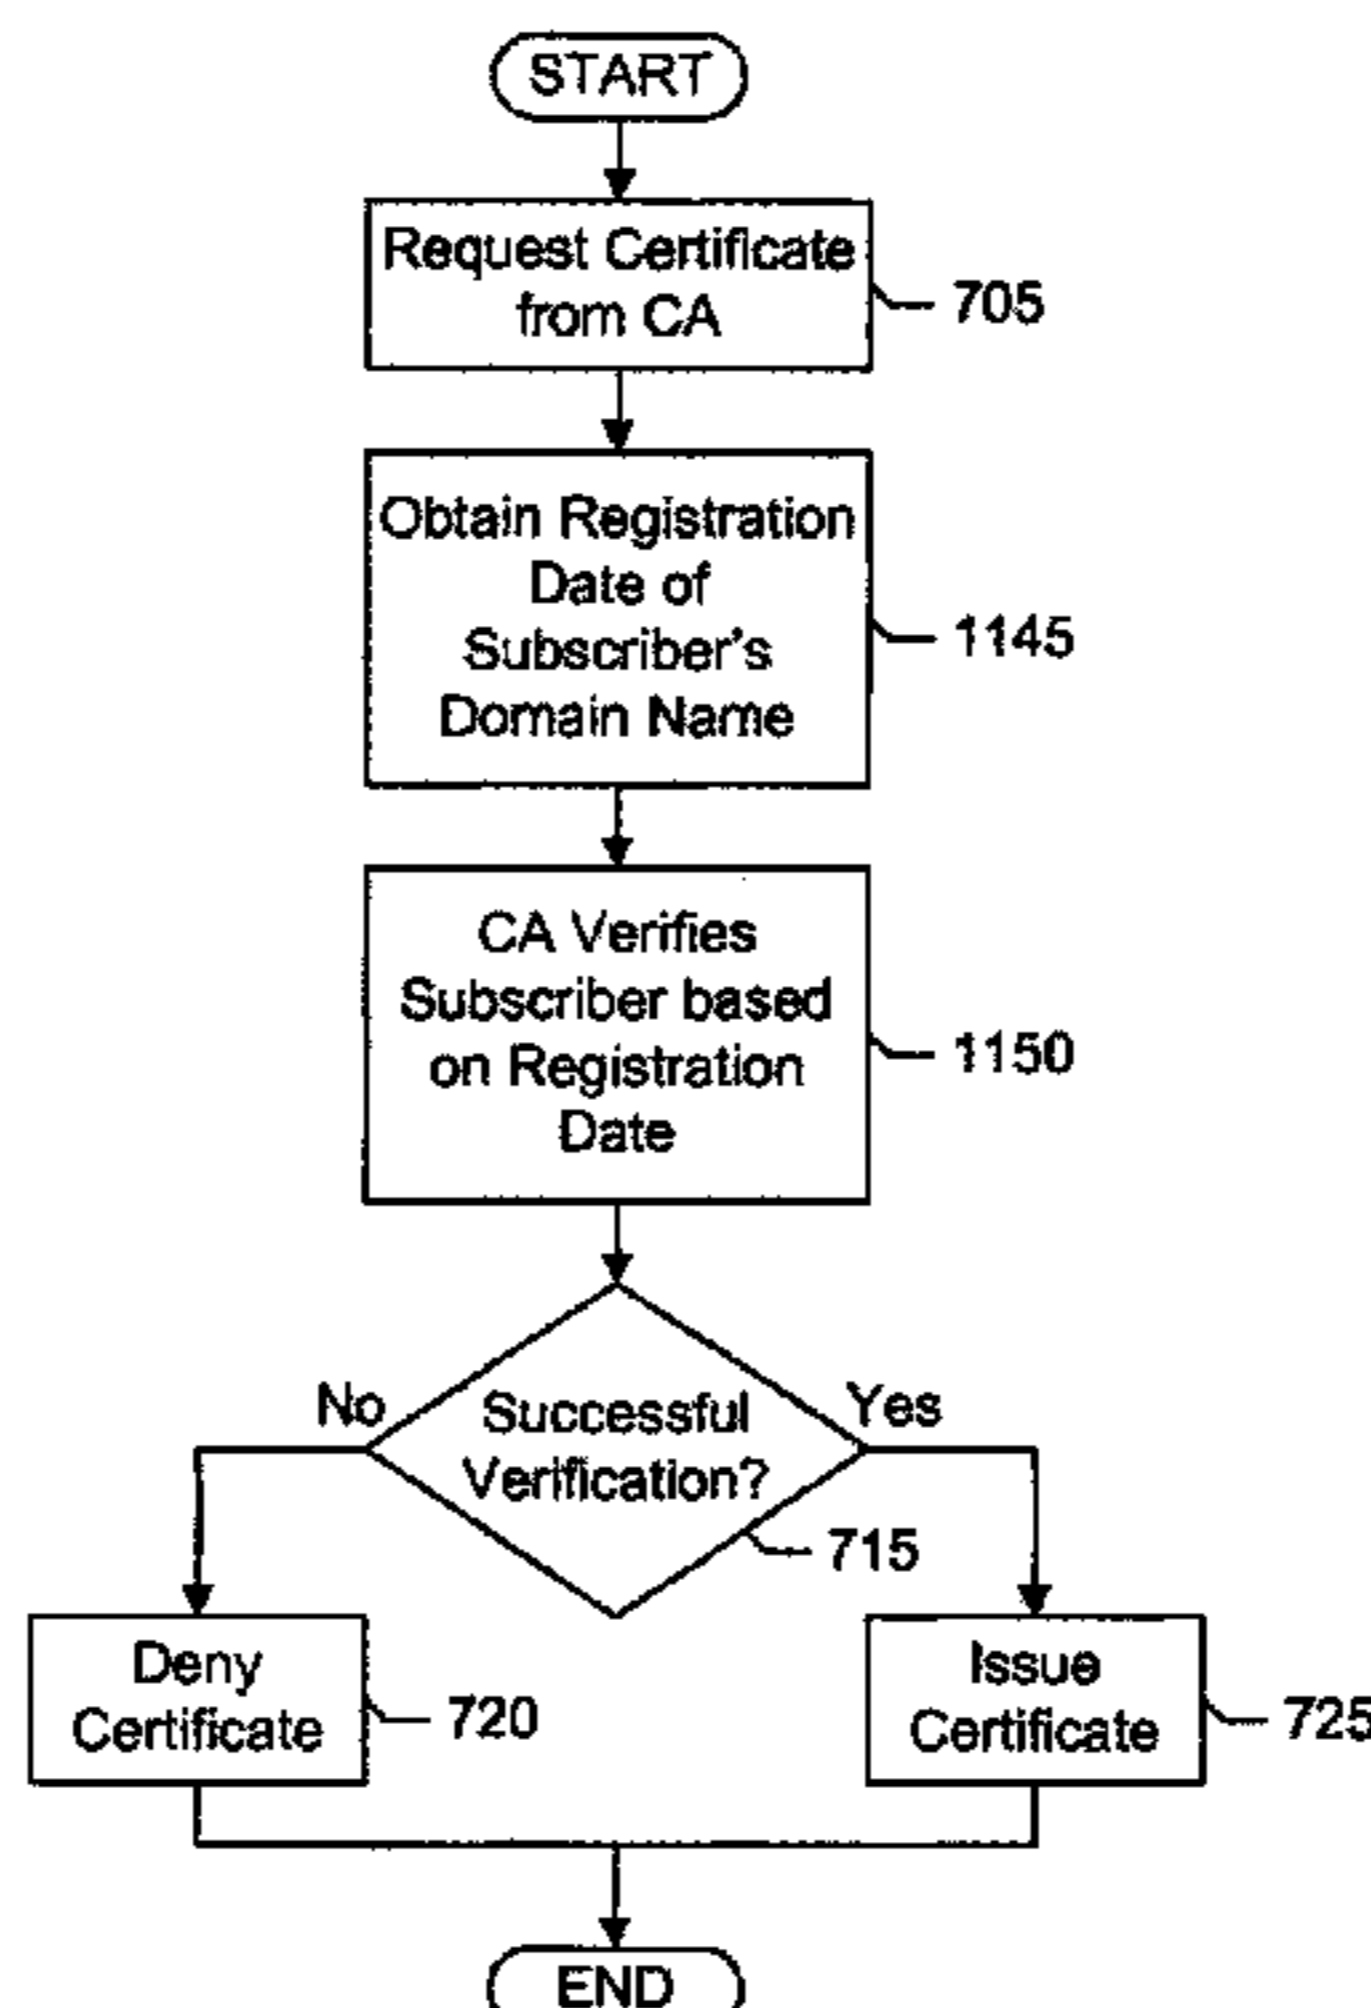 START
Request Certificate
from CA
705
Obtain Registration
Date of
Subscriber's
Domain Name
1145
CA Verifies
Subscriber based
on Registration
Date
1150
No
Successful
Verification?
Yes
715
Deny
Certificate
720
Issue
Certificate
725
END